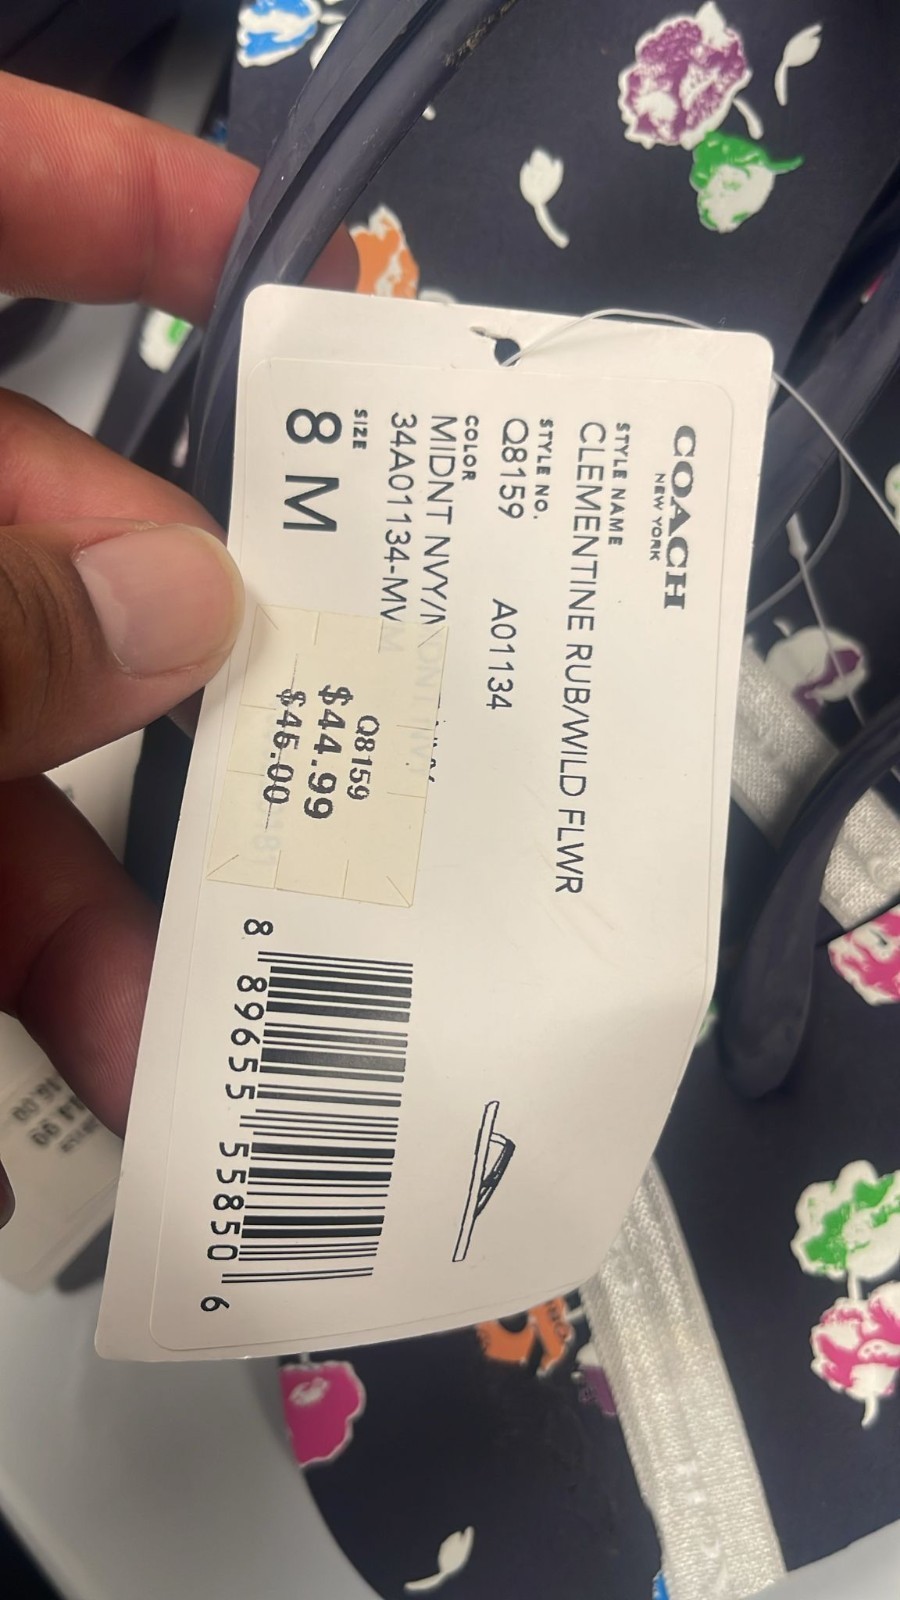 COACH
NEW YORK
STYLE NAME
CLEMENTINE RUB/WILD FLWR
STYLE NO.
Q8159 A01134
COLOR
MIDNT NVY/
34A01134-MV
SIZE
8 M
Q8159
$44.99
$45.00
8 89655 55850 6